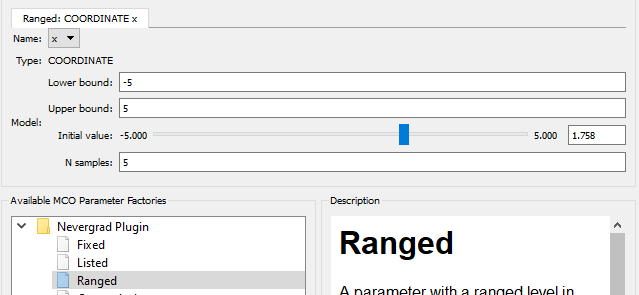 Ranged: COORDINATE x
Name: x
Type: COORDINATE
Lower bound: -5
Upper bound: 5
Model:
Initial value: -5.000 5.000 1.758
N samples: 5
Available MCO Parameter Factories
Nevergrad Plugin
Fixed
Listed
Ranged
Description
Ranged
A parameter with a ranged level in